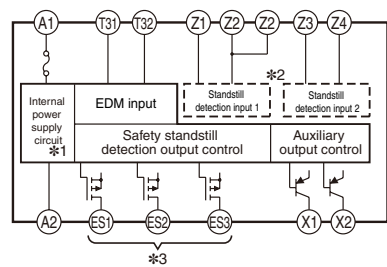 A1 T31 T32 Z1 Z2 Z2 Z3 Z4
*2
Standstill
detection input 1
Standstill
detection input 2
Internal
power
supply
circuit
*1
EDM input
Safety standstill
detection output control
Auxiliary
output control
A2 ES1 ES2 ES3 X1 X2
*3